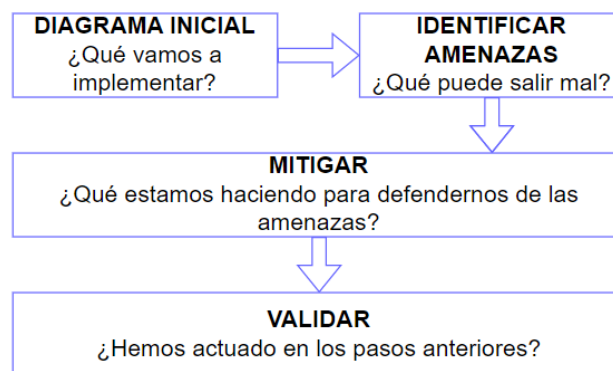 DIAGRAMA INICIAL
¿Qué vamos a
implementar?
IDENTIFICAR
AMENAZAS
¿Qué puede salir mal?
MITIGAR
¿Qué estamos haciendo para defendernos de las
amenazas?
VALIDAR
¿Hemos actuado en los pasos anteriores?